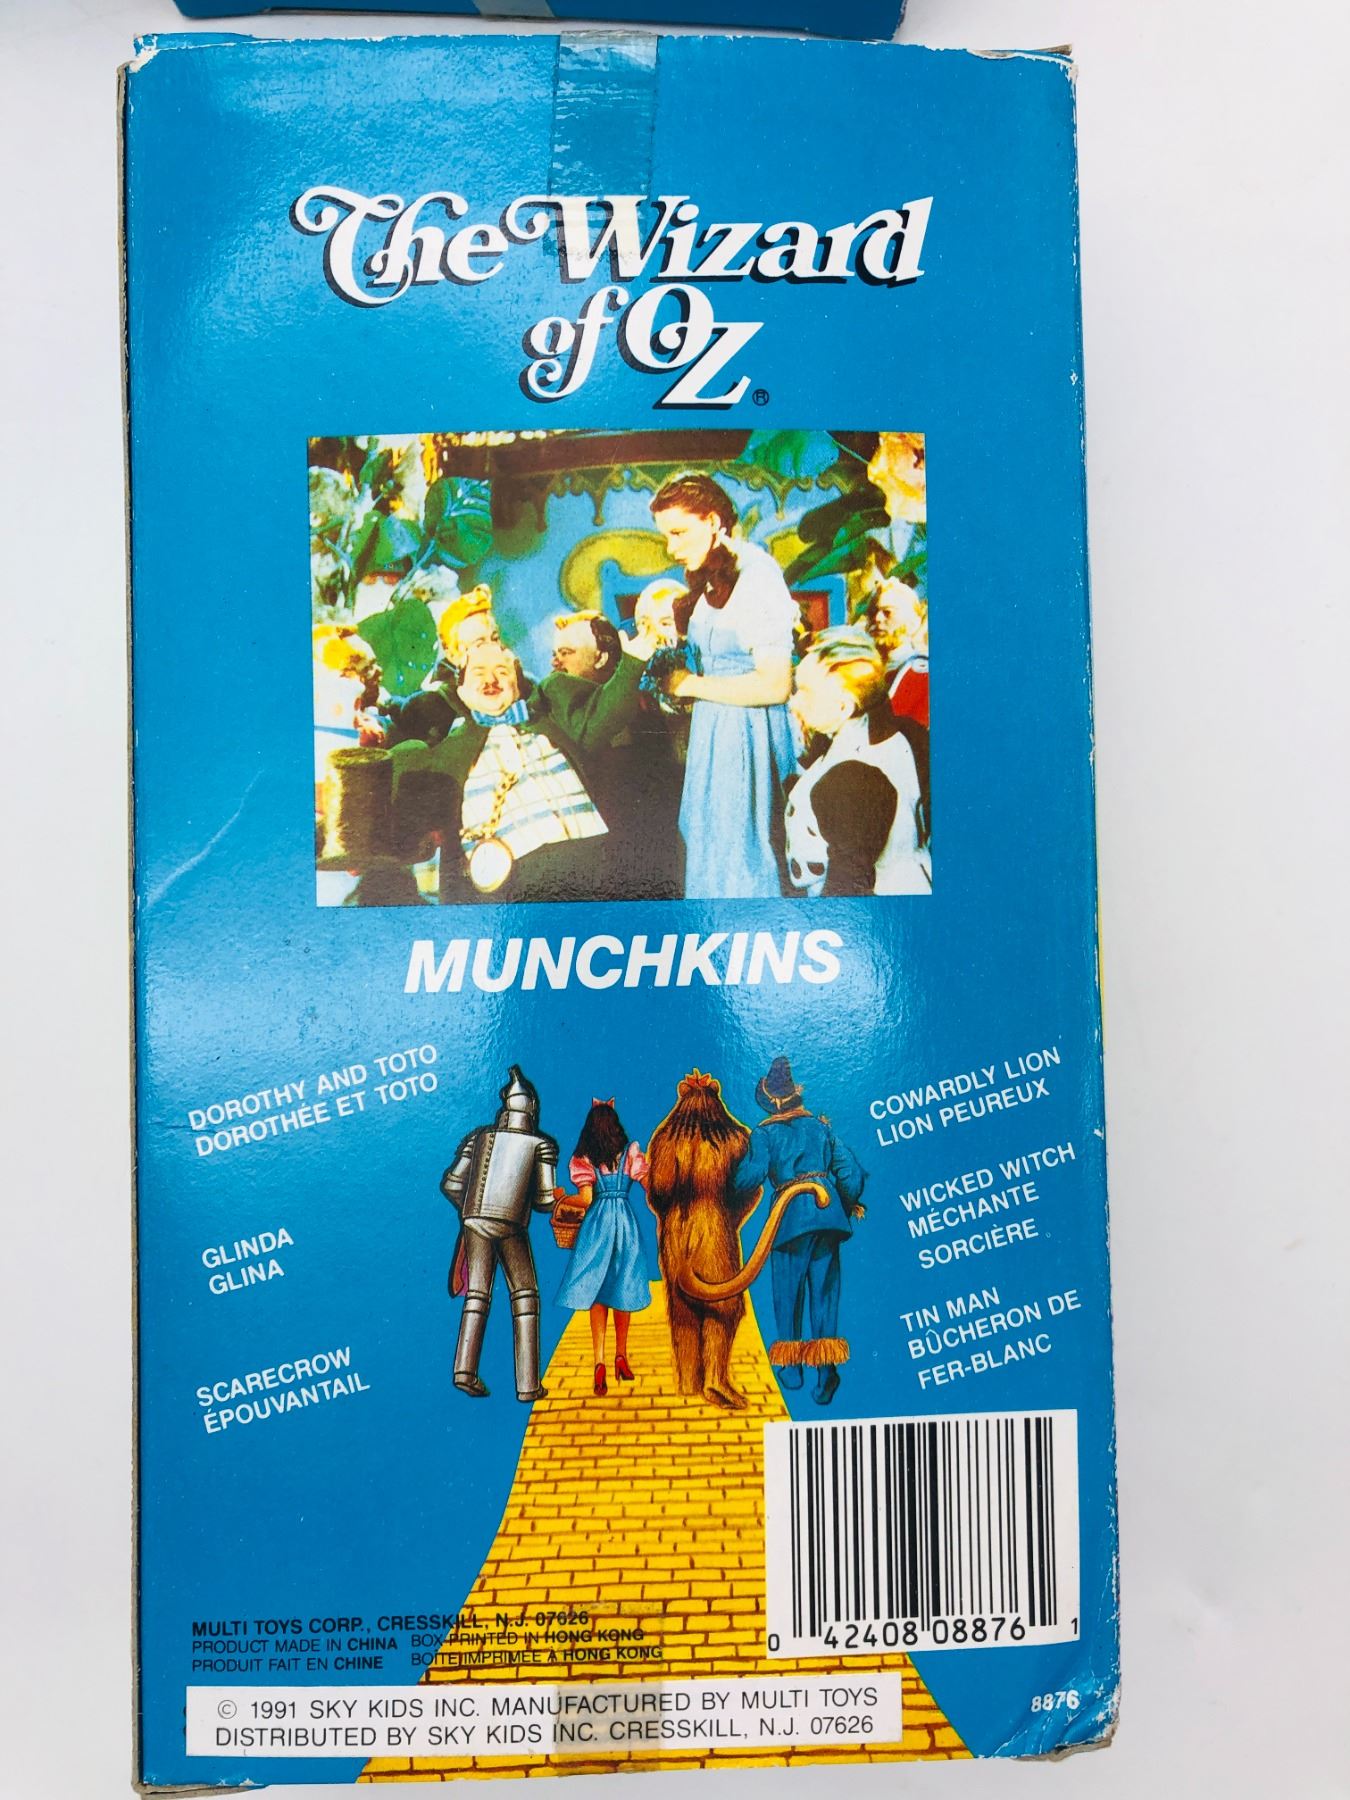 The Wizard
of Oz®
MUNCHKINS
DOROTHY AND TOTO
DOROTHÉE ET TOTO
GLINDA
GLINA
SCARECROW
ÉPOUVANTAIL
COWARDLY LION
LION PEUREUX
WICKED WITCH
MÉCHANTE
SORCIÈRE
TIN MAN
BÛCHERON DE
FER-BLANC
MULTI TOYS CORP., CRESSKILL, N.J. 07626
PRODUCT MADE IN CHINA BOX PRINTED IN HONG KONG
PRODUIT FAIT EN CHINE BOITE IMPRIMEE À HONG KONG
© 1991 SKY KIDS INC. MANUFACTURED BY MULTI TOYS
DISTRIBUTED BY SKY KIDS INC. CRESSKILL, N.J. 07626
0 42408 08876 1
8876